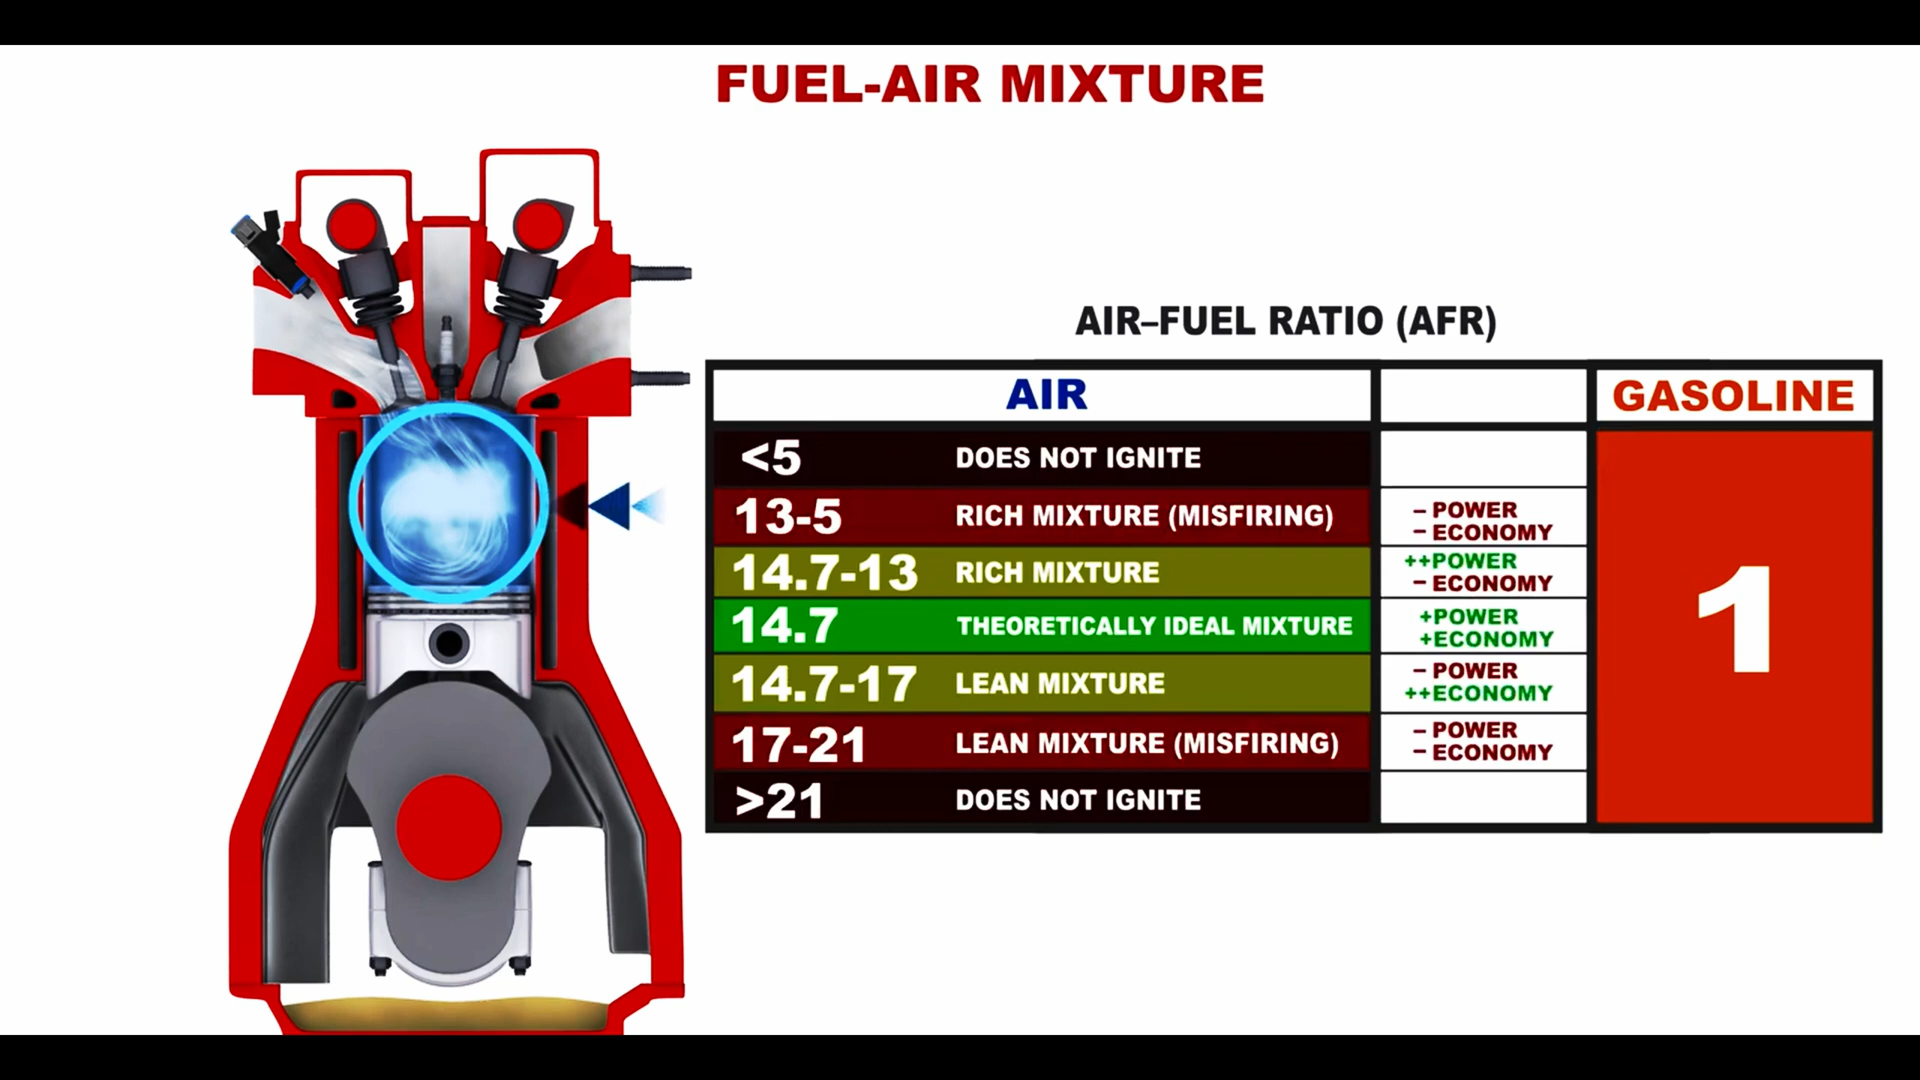 FUEL-AIR MIXTURE
AIR–FUEL RATIO (AFR)
AIR GASOLINE
<5 DOES NOT IGNITE
13-5 RICH MIXTURE (MISFIRING) – POWER
– ECONOMY
14.7-13 RICH MIXTURE ++POWER
– ECONOMY
14.7 THEORETICALLY IDEAL MIXTURE +POWER
+ECONOMY
1
14.7-17 LEAN MIXTURE – POWER
++ECONOMY
17-21 LEAN MIXTURE (MISFIRING) – POWER
– ECONOMY
>21 DOES NOT IGNITE